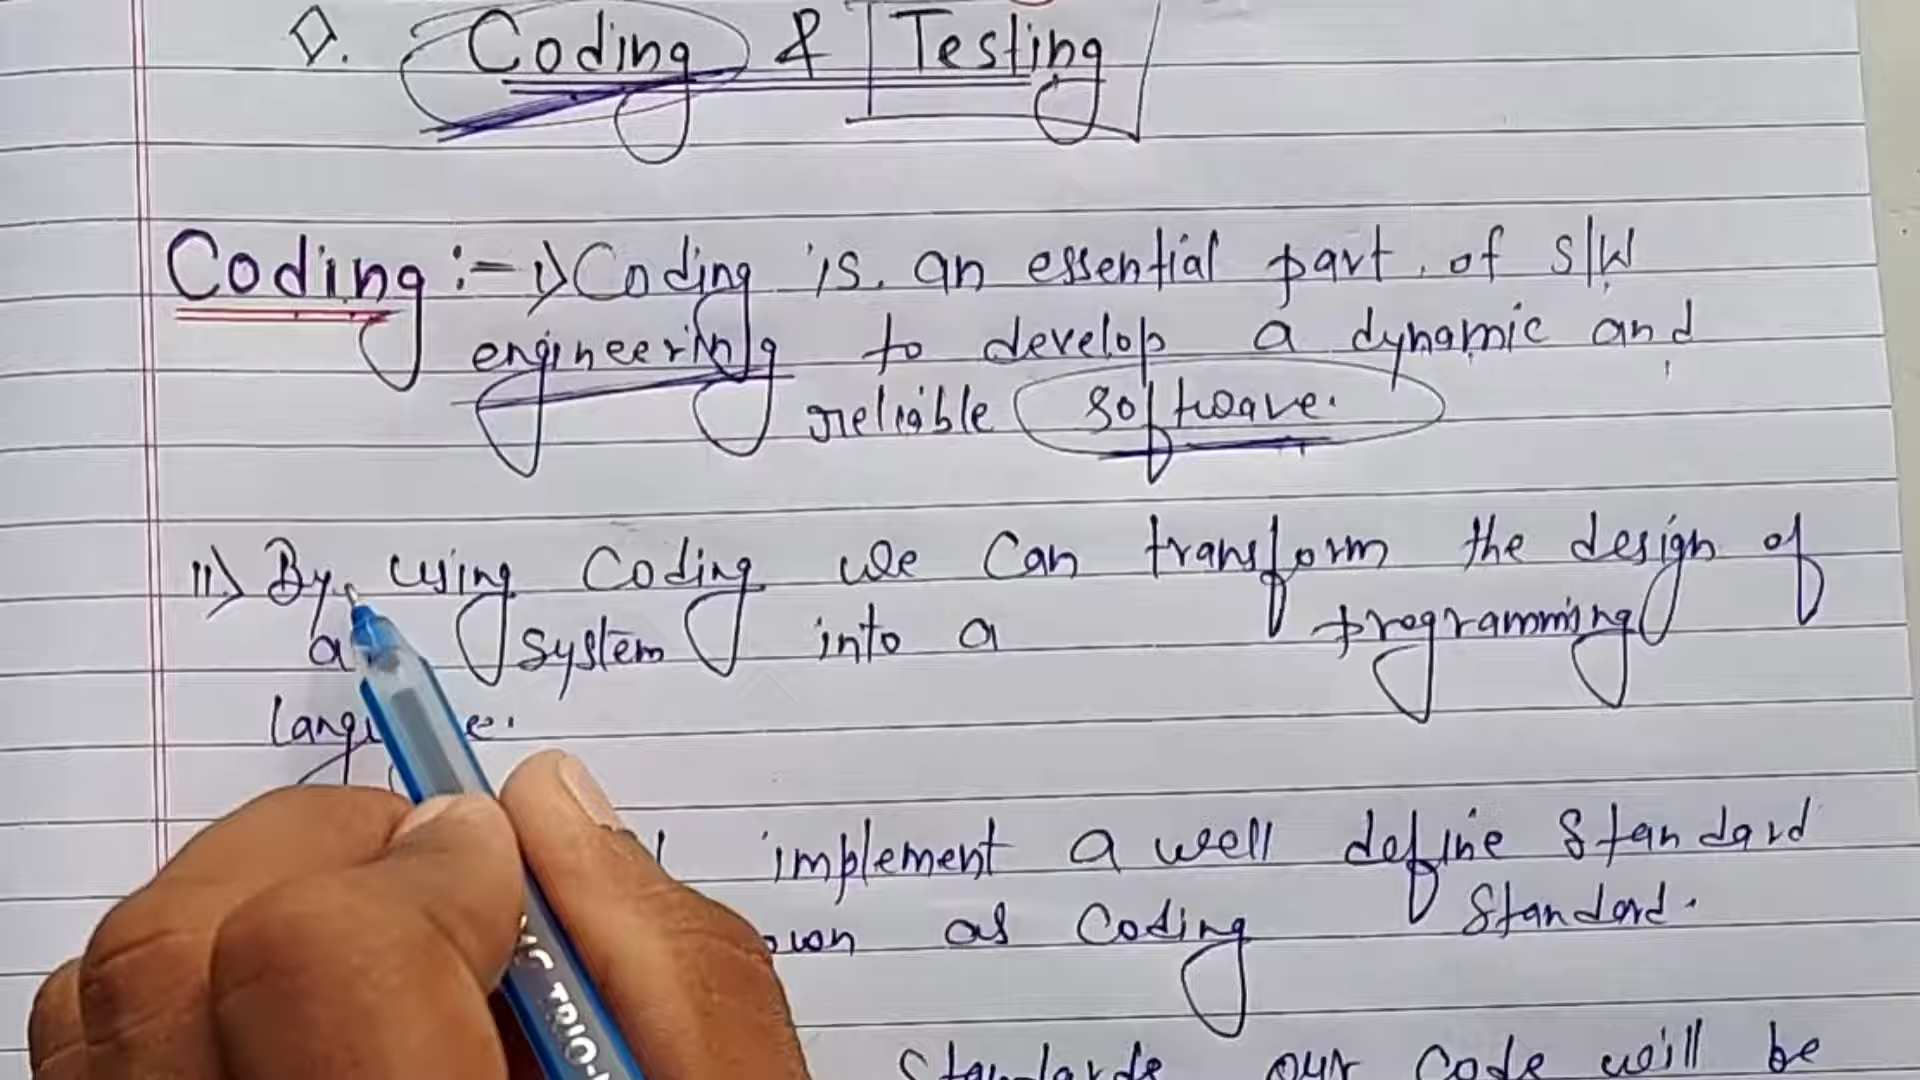 Coding & Testing
Coding :- i) Coding is an essential part of S/W
engineering to develop a dynamic and
reliable software.
ii) By using Coding we can transform the design of
a system into a programming
language.
implement a well define standard
as Coding Standard.
Standards our code will be
TRIO